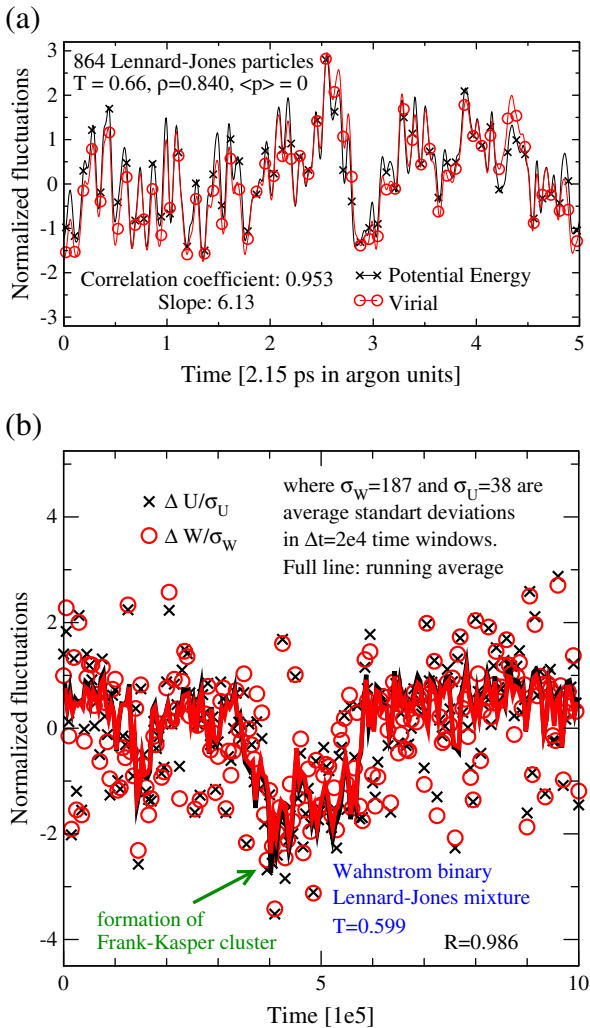 (a)
3
2
1
0
-1
-2
-3
Normalized fluctuations
864 Lennard-Jones particles
T = 0.66, ρ=0.840, <p> = 0
Correlation coefficient: 0.953
Slope: 6.13
Potential Energy
Virial
0 1 2 3 4 5
Time [2.15 ps in argon units]
(b)
4
2
0
-2
-4
Normalized fluctuations
Δ U/σ_U
Δ W/σ_W
where σ_W=187 and σ_U=38 are
average standart deviations
in Δt=2e4 time windows.
Full line: running average
formation of
Frank-Kasper cluster
Wahnstrom binary
Lennard-Jones mixture
T=0.599
R=0.986
0 5 10
Time [1e5]